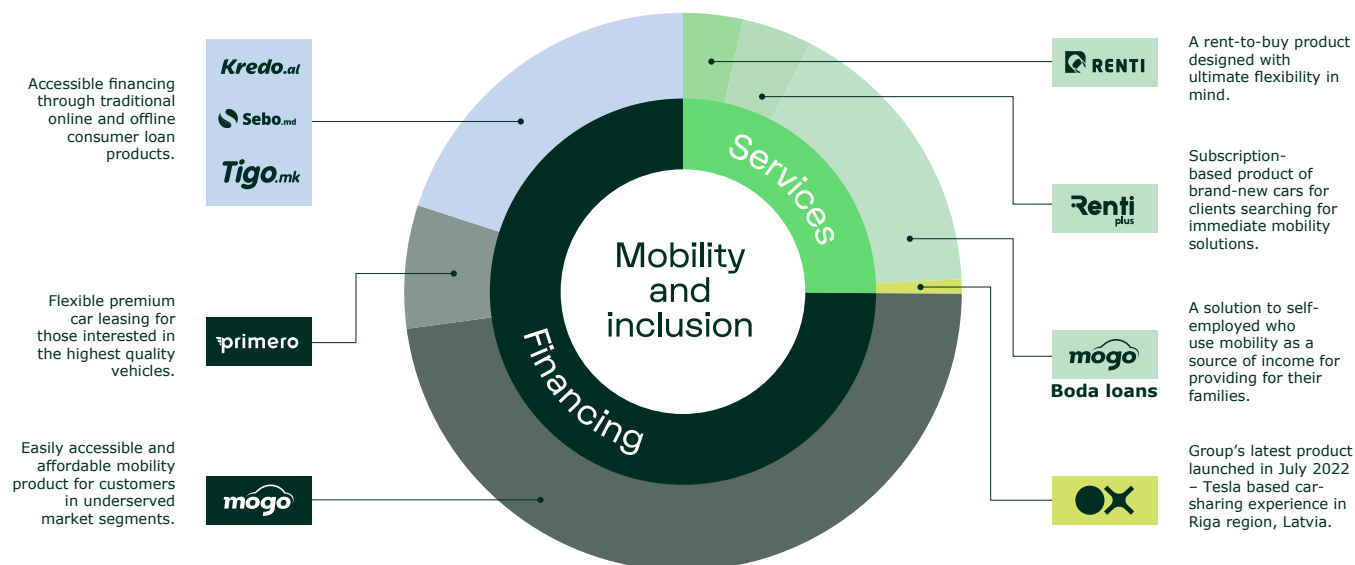 Accessible financing
through traditional
online and offline
consumer loan
products.
Kredo.al
Sebo.md
Tigo.mk
Flexible premium
car leasing for
those interested in
the highest quality
vehicles.
primero
Easily accessible and
affordable mobility
product for customers
in underserved
market segments.
mogo
Services
Mobility
and
inclusion
Financing
RENTI
A rent-to-buy product
designed with
ultimate flexibility in
mind.
Renti
plus
Subscription-
based product of
brand-new cars for
clients searching for
immediate mobility
solutions.
mogo
Boda loans
A solution to self-
employed who
use mobility as a
source of income for
providing for their
families.
OX
Group’s latest product
launched in July 2022
– Tesla based car-
sharing experience in
Riga region, Latvia.